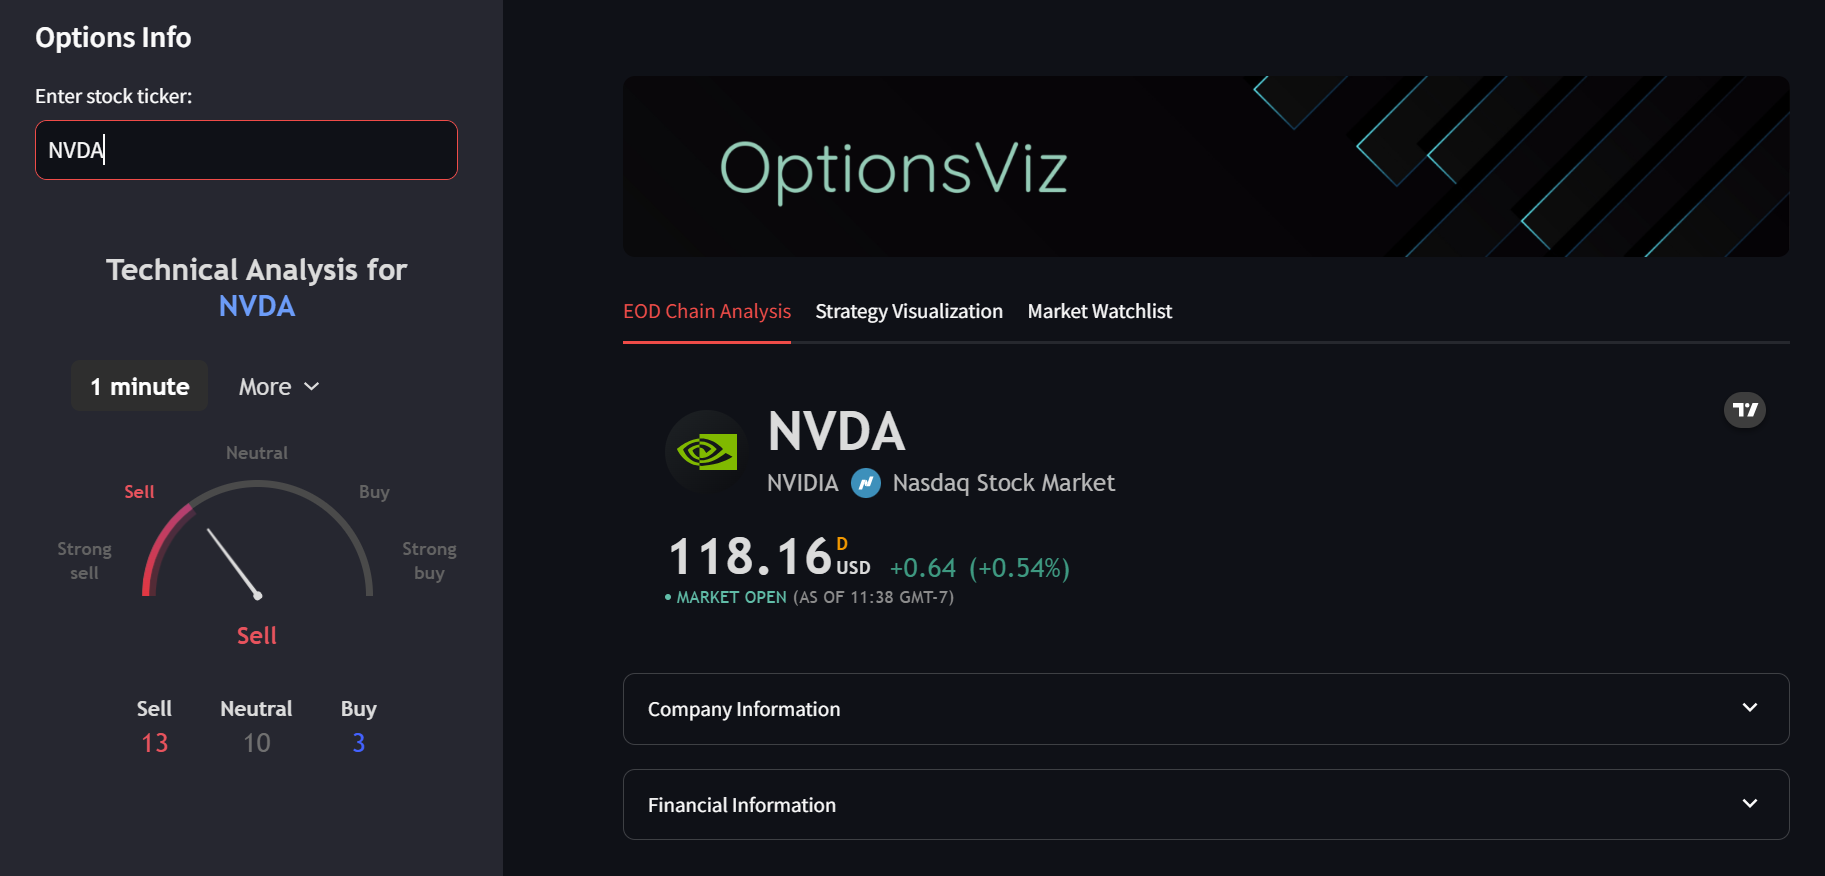 Options Info
Enter stock ticker:
NVDA
Technical Analysis for
NVDA
1 minute More
Neutral
Sell Buy
Strong sell Strong buy
Sell
Sell Neutral Buy
13 10 3
OptionsViz
EOD Chain Analysis Strategy Visualization Market Watchlist
NVDA
NVIDIA Nasdaq Stock Market
118.16 D USD +0.64 (+0.54%)
• MARKET OPEN (AS OF 11:38 GMT-7)
Company Information
Financial Information